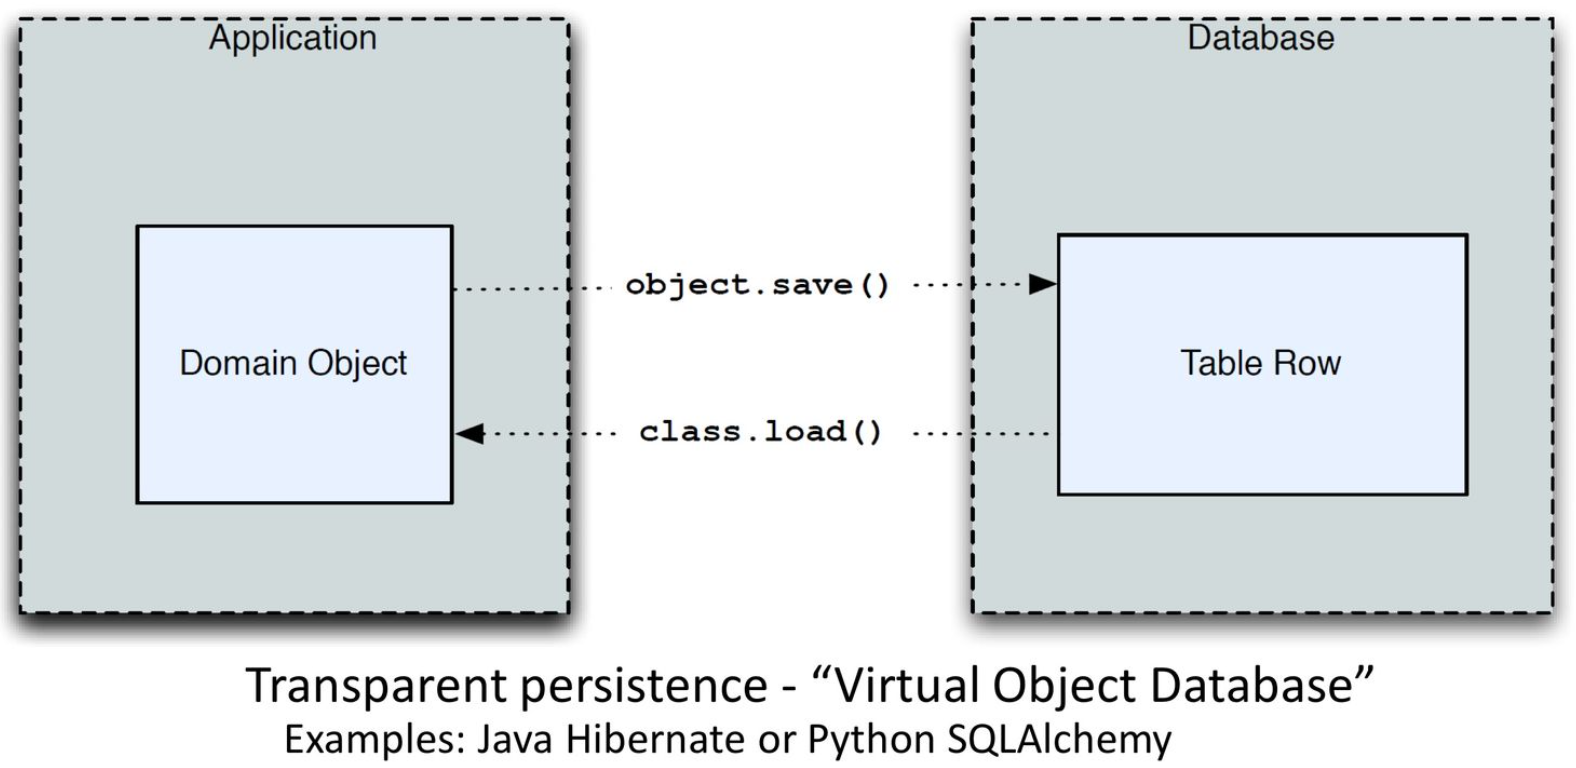 Application
Database
object.save()
Domain Object
Table Row
class.load()
Transparent persistence - “Virtual Object Database”
Examples: Java Hibernate or Python SQLAlchemy